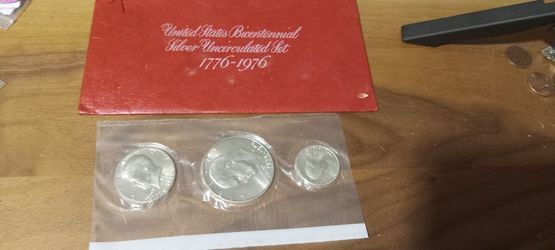 United States Bicentennial
Silver Uncirculated Set
1776-1976